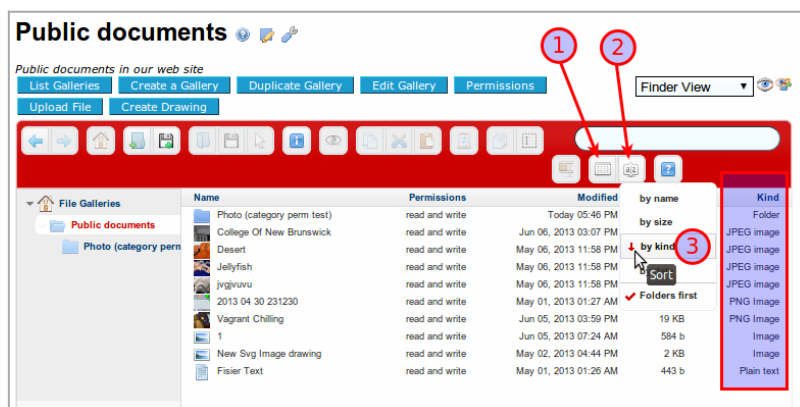 Public documents
1
2
Public documents in our web site
List Galleries Create a Gallery Duplicate Gallery Edit Gallery Permissions
Finder View
Upload File Create Drawing
File Galleries
Public documents
Photo (category perm
Name Permissions Modified Kind
Photo (category perm test) read and write Today 05:46 PM Folder
College Of New Brunswick read and write Jun 06, 2013 03:07 PM JPEG image
Desert read and write May 06, 2013 11:58 PM JPEG image
Jellyfish read and write May 06, 2013 11:58 PM JPEG image
jvgjvuvu read and write May 06, 2013 11:58 PM JPEG image
2013 04 30 231230 read and write May 01, 2013 01:27 AM PNG Image
Vagrant Chilling read and write Jun 05, 2013 03:59 PM 19 KB PNG Image
1 read and write Jun 05, 2013 07:24 AM 584 b Image
New Svg Image drawing read and write May 02, 2013 04:44 PM 2 KB Image
Fisier Text read and write May 01, 2013 01:26 AM 443 b Plain text
by name
by size
by kind
3
Sort
Folders first